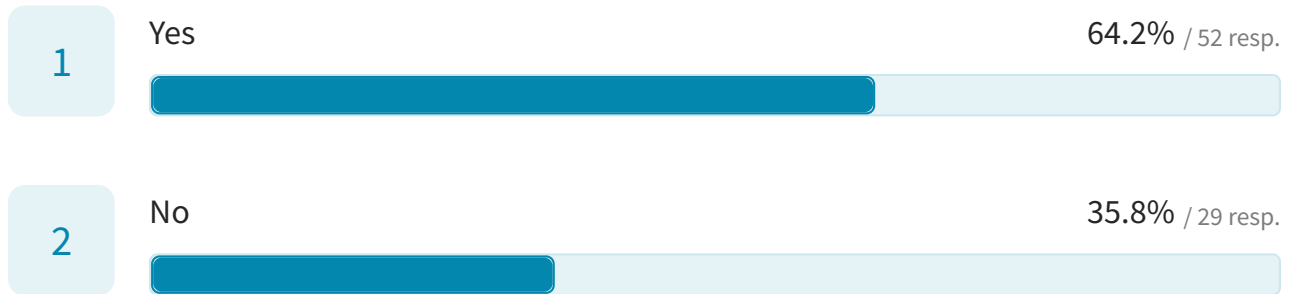 1 Yes 64.2% / 52 resp.
2 No 35.8% / 29 resp.